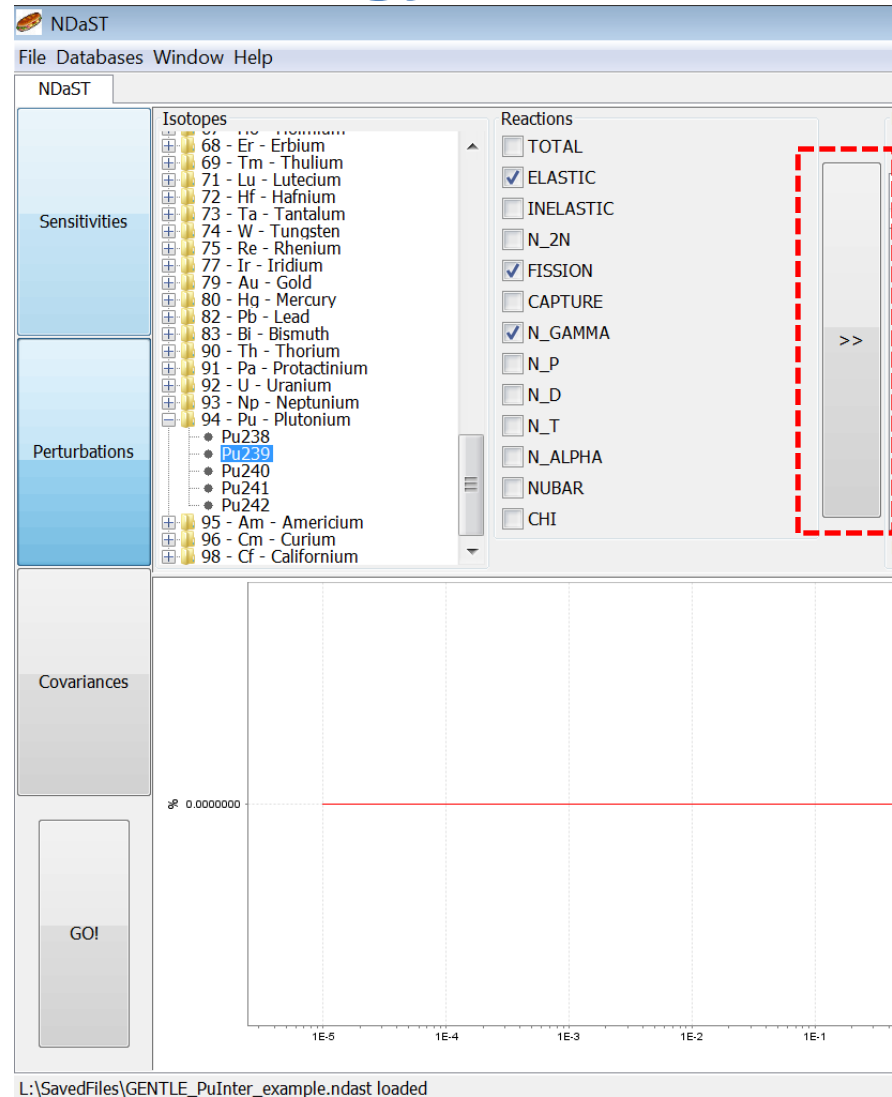 NDaST
File Databases Window Help
NDaST
Sensitivities
Perturbations
Covariances
GO!
Isotopes
68 - Er - Erbium
69 - Tm - Thulium
71 - Lu - Lutecium
72 - Hf - Hafnium
73 - Ta - Tantalum
74 - W - Tungsten
75 - Re - Rhenium
77 - Ir - Iridium
79 - Au - Gold
80 - Hg - Mercury
82 - Pb - Lead
83 - Bi - Bismuth
90 - Th - Thorium
91 - Pa - Protactinium
92 - U - Uranium
93 - Np - Neptunium
94 - Pu - Plutonium
Pu238
Pu239
Pu240
Pu241
Pu242
95 - Am - Americium
96 - Cm - Curium
98 - Cf - Californium
Reactions
TOTAL
ELASTIC
INELASTIC
N_2N
FISSION
CAPTURE
N_GAMMA
N_P
N_D
N_T
N_ALPHA
NUBAR
CHI
>>
% 0.0000000
1E-5 1E-4 1E-3 1E-2 1E-1
L:\SavedFiles\GENTLE_PuInter_example.ndast loaded